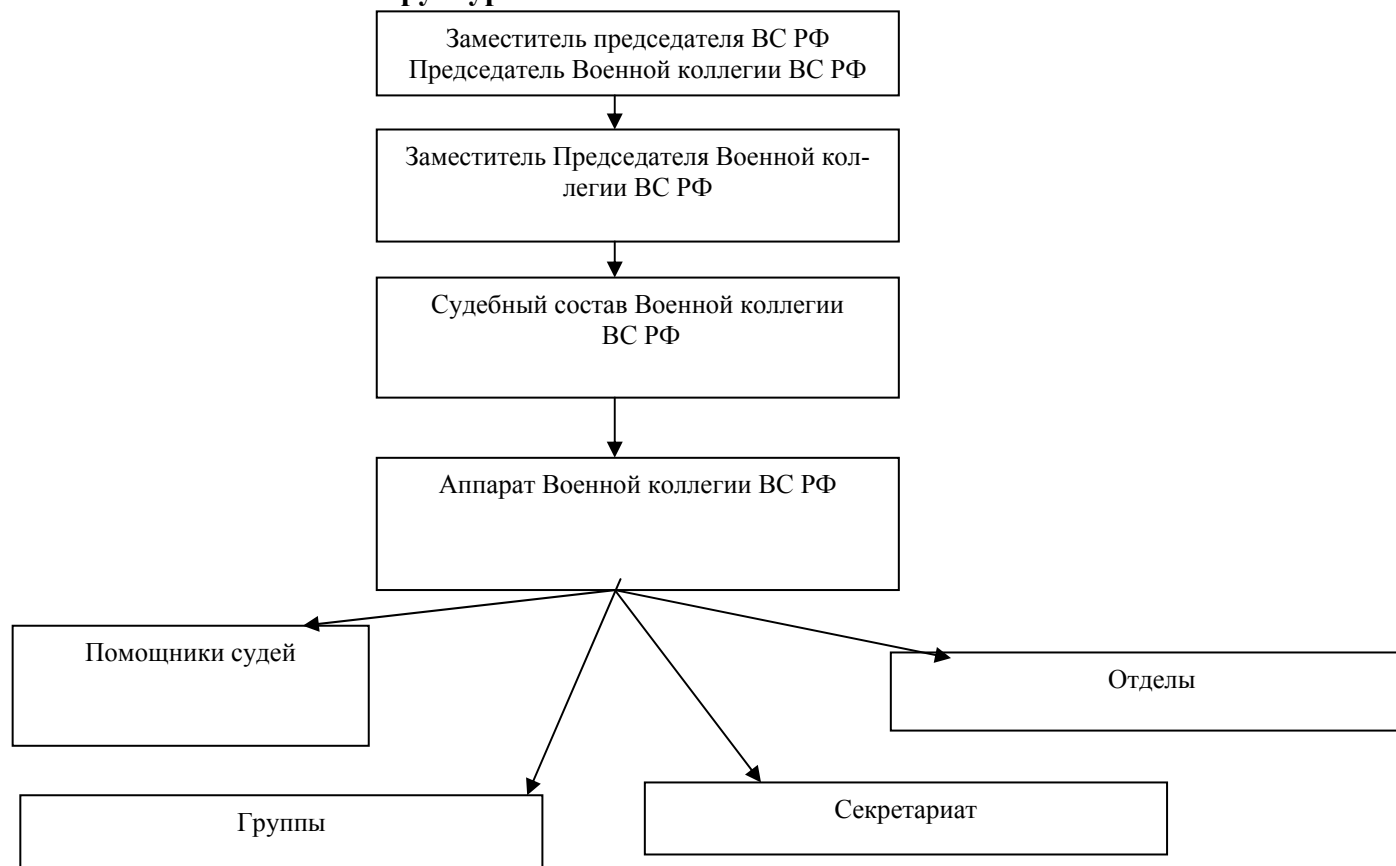 Заместитель председателя ВС РФ
Председатель Военной коллегии ВС РФ
Заместитель Председателя Военной кол-
легии ВС РФ
Судебный состав Военной коллегии
ВС РФ
Аппарат Военной коллегии ВС РФ
Помощники судей
Отделы
Группы
Секретариат